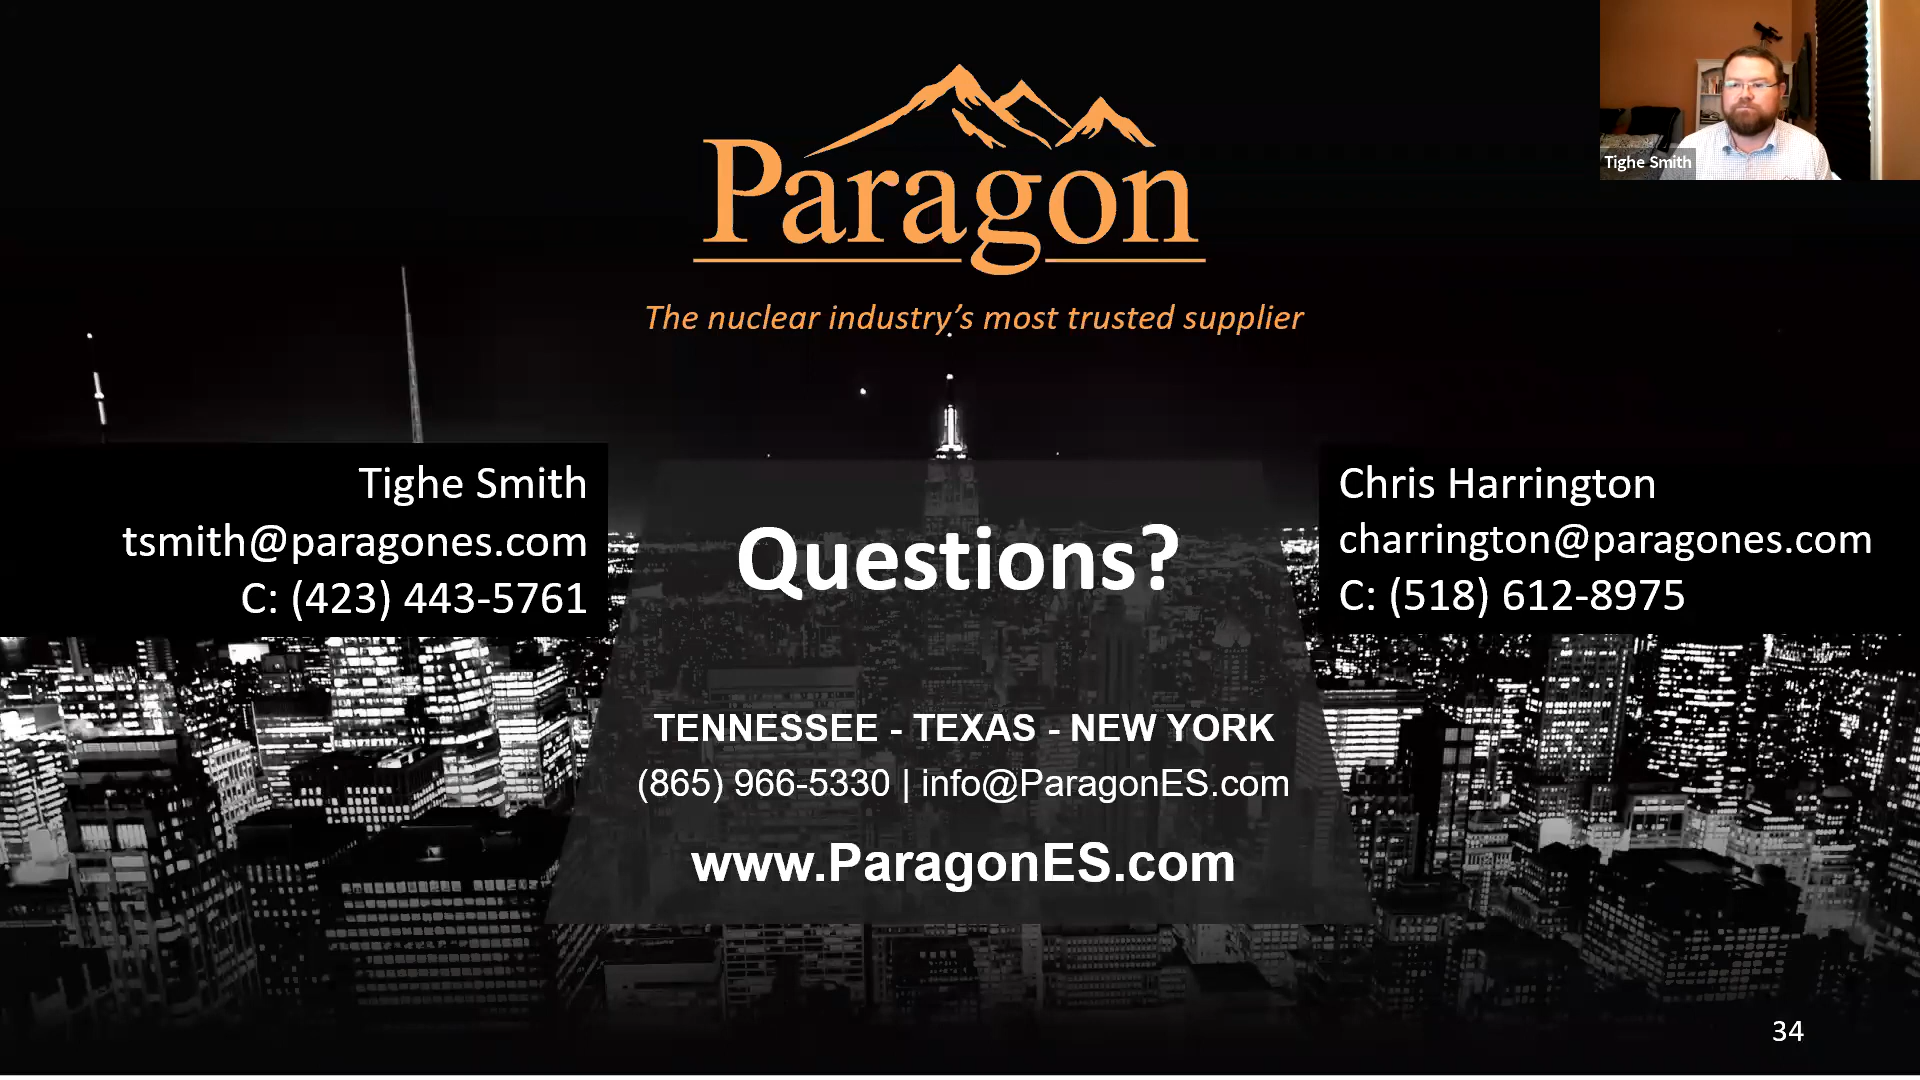 Paragon
The nuclear industry's most trusted supplier
Tighe Smith
Tighe Smith
tsmith@paragones.com
C: (423) 443-5761
Questions?
Chris Harrington
charrington@paragones.com
C: (518) 612-8975
TENNESSEE - TEXAS - NEW YORK
(865) 966-5330 | info@ParagonES.com
www.ParagonES.com
34